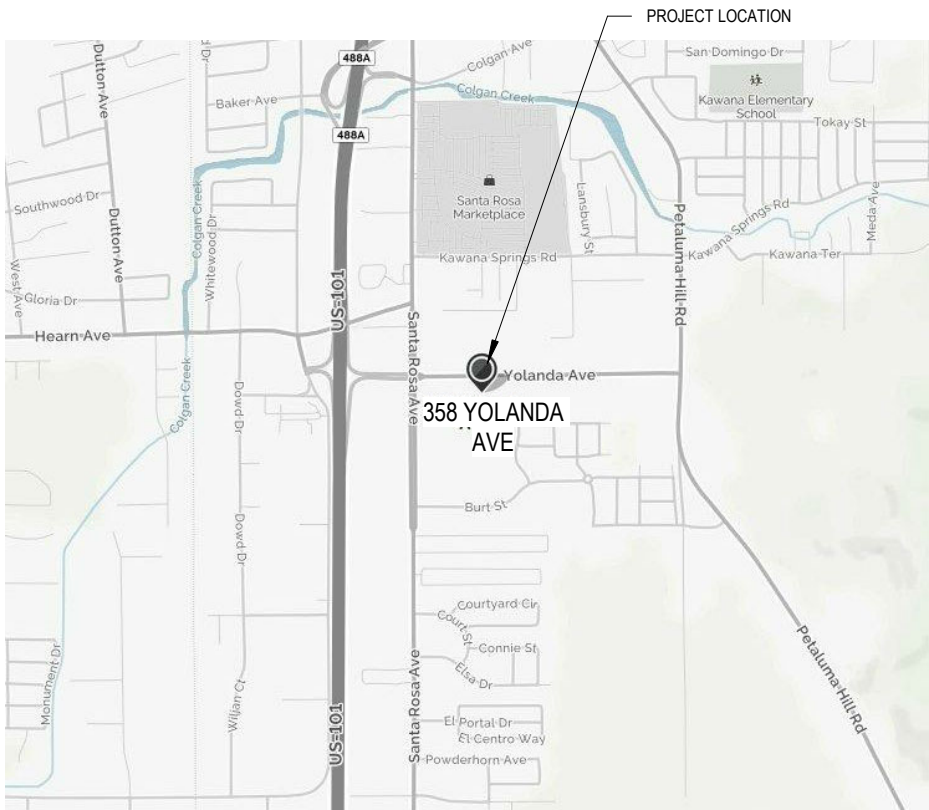 PROJECT LOCATION
Dutton Ave
d Dr
488A
Colgan Ave
San Domingo Dr
Baker Ave
Colgan Creek
Kawana Elementary
School
488A
Tokay St
Southwood Dr
Santa Rosa
Marketplace
Lansbury St
Dutton Ave
Colgan Creek
Whitewood Dr
Petaluma Hill Rd
Kawana Springs Rd
Meda Ave
West Ave
Kawana Springs Rd
Kawana Ter
Gloria Dr
US-101
Hearn Ave
Santa Rosa Ave
Yolanda Ave
Colgan Creek
Dowd Dr
358 YOLANDA
AVE
Burt St
Dowd Dr
Courtyard Cir
Court St
Connie St
Petaluma Hill Rd
Monument Dr
Santa Rosa Ave
Elsa Dr
Wiljan Ct
US-101
El Portal Dr
El Centro Way
Powderhorn Ave